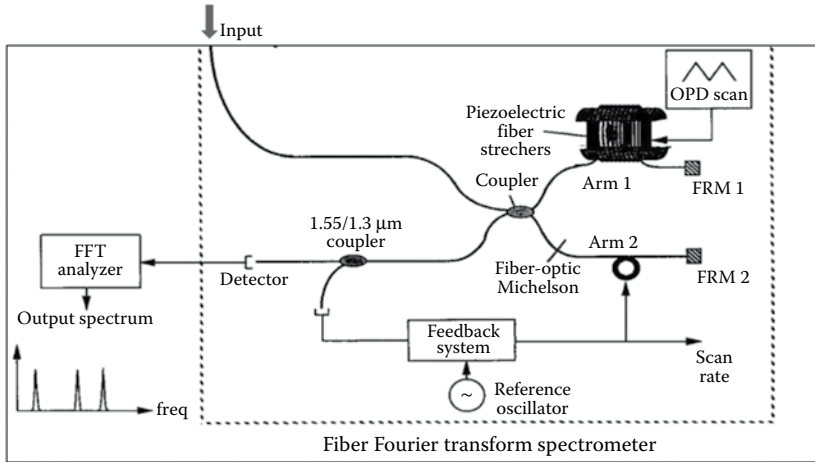 Input
OPD scan
Piezoelectric
fiber
strechers
Coupler
Arm 1
FRM 1
1.55/1.3 μm
coupler
Arm 2
FFT
analyzer
Detector
Fiber-optic
Michelson
FRM 2
Output spectrum
Feedback
system
Scan
rate
~
Reference
oscillator
freq
Fiber Fourier transform spectrometer